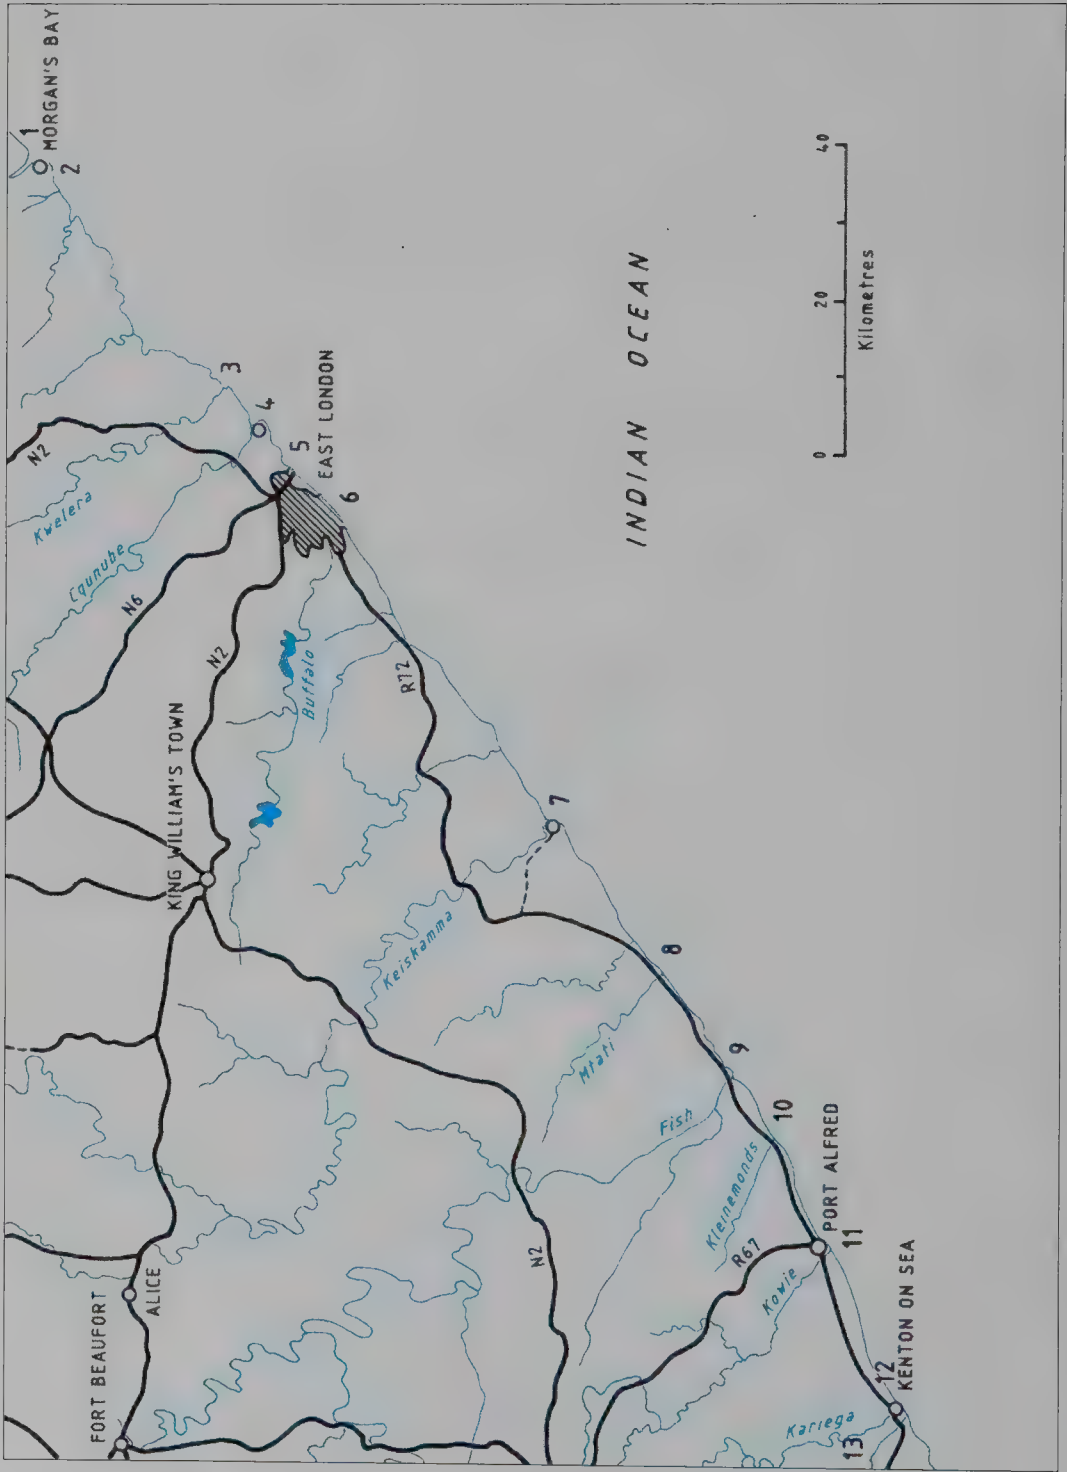 1
MORGAN'S BAY
2
3
4
5
EAST LONDON
6
N2
Kwelera
Cqunube
N6
N2
Buffalo
R72
KING WILLIAM'S TOWN
7
Keiskamma
8
Mtati
9
Fish
10
Kleinemonds
PORT ALFRED
11
R67
Kowie
N2
ALICE
FORT BEAUFORT
12
KENTON ON SEA
Kariega
13
INDIAN OCEAN
0 20 40
Kilometres